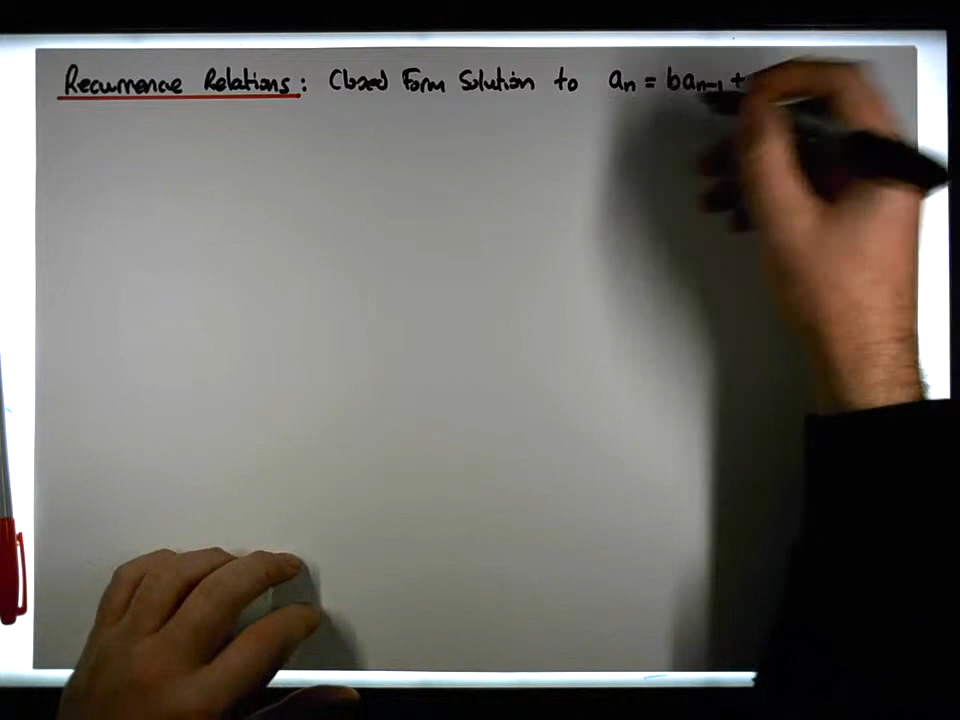 Recurrence Relations: Closed Form Solution to aₙ = baₙ₋₁ +